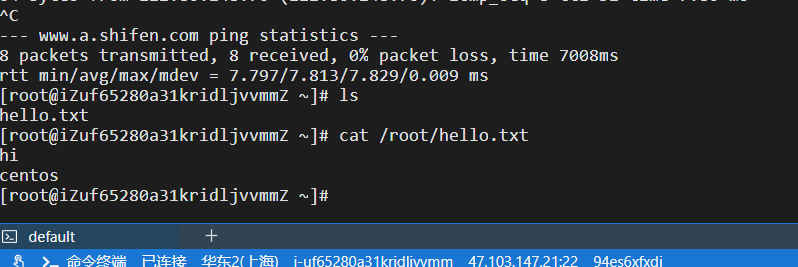 ^C
--- www.a.shifen.com ping statistics ---
8 packets transmitted, 8 received, 0% packet loss, time 7008ms
rtt min/avg/max/mdev = 7.797/7.813/7.829/0.009 ms
[root@iZuf65280a31kridljvvmmZ ~]# ls
hello.txt
[root@iZuf65280a31kridljvvmmZ ~]# cat /root/hello.txt
hi
centos
[root@iZuf65280a31kridljvvmmZ ~]#
default +
命令终端 已连接 华东2(上海) i-uf65280a31kridljvvmm 47.103.147.21:22 94es6xfxdj